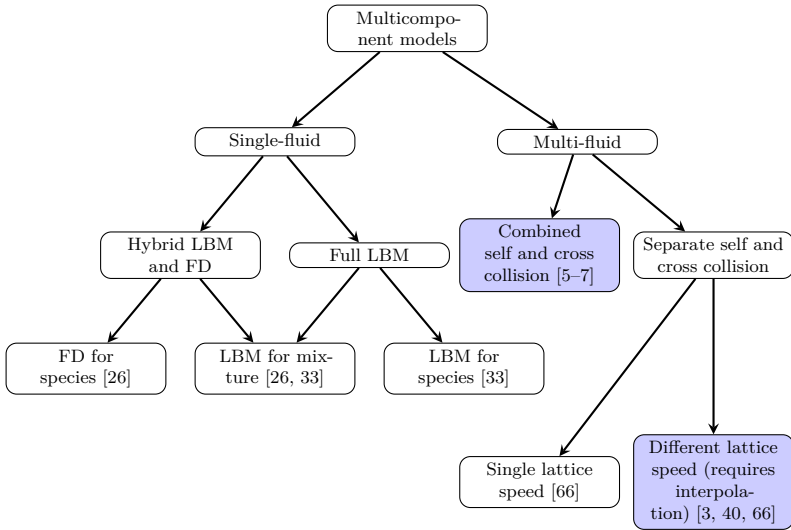 Multicompo-
nent models
Single-fluid
Multi-fluid
Hybrid LBM
and FD
Full LBM
Combined
self and cross
collision [5–7]
Separate self and
cross collision
FD for
species [26]
LBM for mix-
ture [26, 33]
LBM for
species [33]
Single lattice
speed [66]
Different lattice
speed (requires
interpola-
tion) [3, 40, 66]